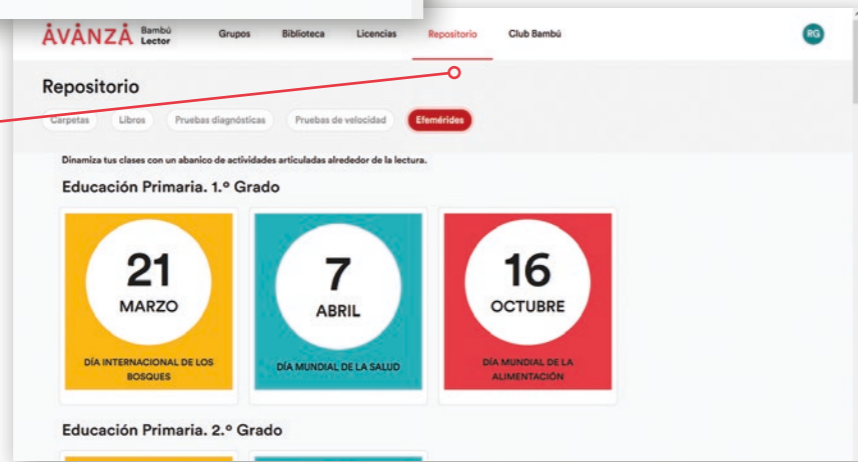 ÅVÅNZÅ Bambú Lector
Grupos
Biblioteca
Licencias
Repositorio
Club Bambú
RG
Repositorio
Carpetas
Libros
Pruebas diagnósticas
Pruebas de velocidad
Efemérides
Dinamiza tus clases con un abanico de actividades articuladas alrededor de la lectura.
Educación Primaria. 1.º Grado
21
MARZO
DÍA INTERNACIONAL DE LOS
BOSQUES
7
ABRIL
DÍA MUNDIAL DE LA SALUD
16
OCTUBRE
DÍA MUNDIAL DE LA
ALIMENTACIÓN
Educación Primaria. 2.º Grado